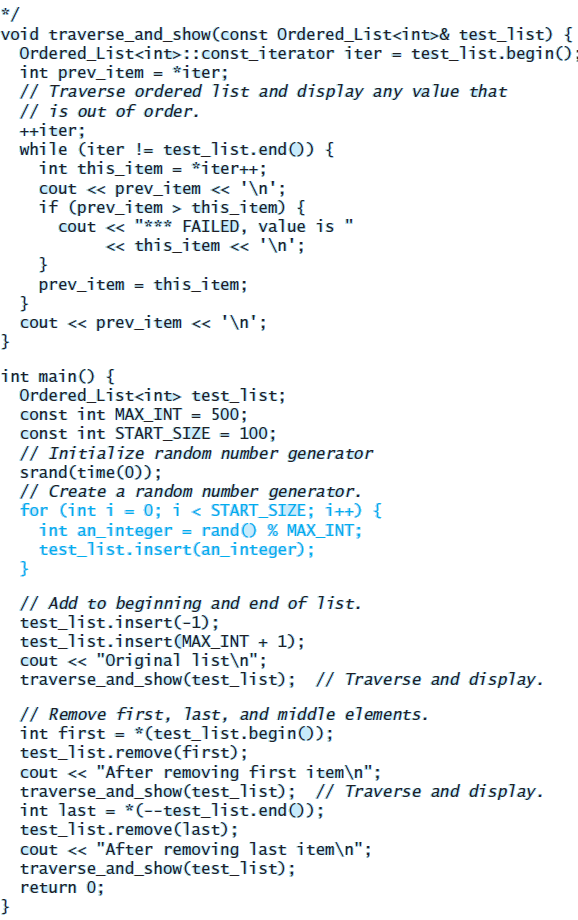 */
void traverse_and_show(const Ordered_List<int>& test_list) {
  Ordered_List<int>::const_iterator iter = test_list.begin();
  int prev_item = *iter;
  // Traverse ordered list and display any value that
  // is out of order.
  ++iter;
  while (iter != test_list.end()) {
    int this_item = *iter++;
    cout << prev_item << '\n';
    if (prev_item > this_item) {
      cout << "*** FAILED, value is "
           << this_item << '\n';
    }
    prev_item = this_item;
  }
  cout << prev_item << '\n';
}

int main() {
  Ordered_List<int> test_list;
  const int MAX_INT = 500;
  const int START_SIZE = 100;
  // Initialize random number generator
  srand(time(0));
  // Create a random number generator.
  for (int i = 0; i < START_SIZE; i++) {
    int an_integer = rand() % MAX_INT;
    test_list.insert(an_integer);
  }

  // Add to beginning and end of list.
  test_list.insert(-1);
  test_list.insert(MAX_INT + 1);
  cout << "Original list\n";
  traverse_and_show(test_list);  // Traverse and display.

  // Remove first, last, and middle elements.
  int first = *(test_list.begin());
  test_list.remove(first);
  cout << "After removing first item\n";
  traverse_and_show(test_list);  // Traverse and display.
  int last = *(--test_list.end());
  test_list.remove(last);
  cout << "After removing last item\n";
  traverse_and_show(test_list);
  return 0;
}